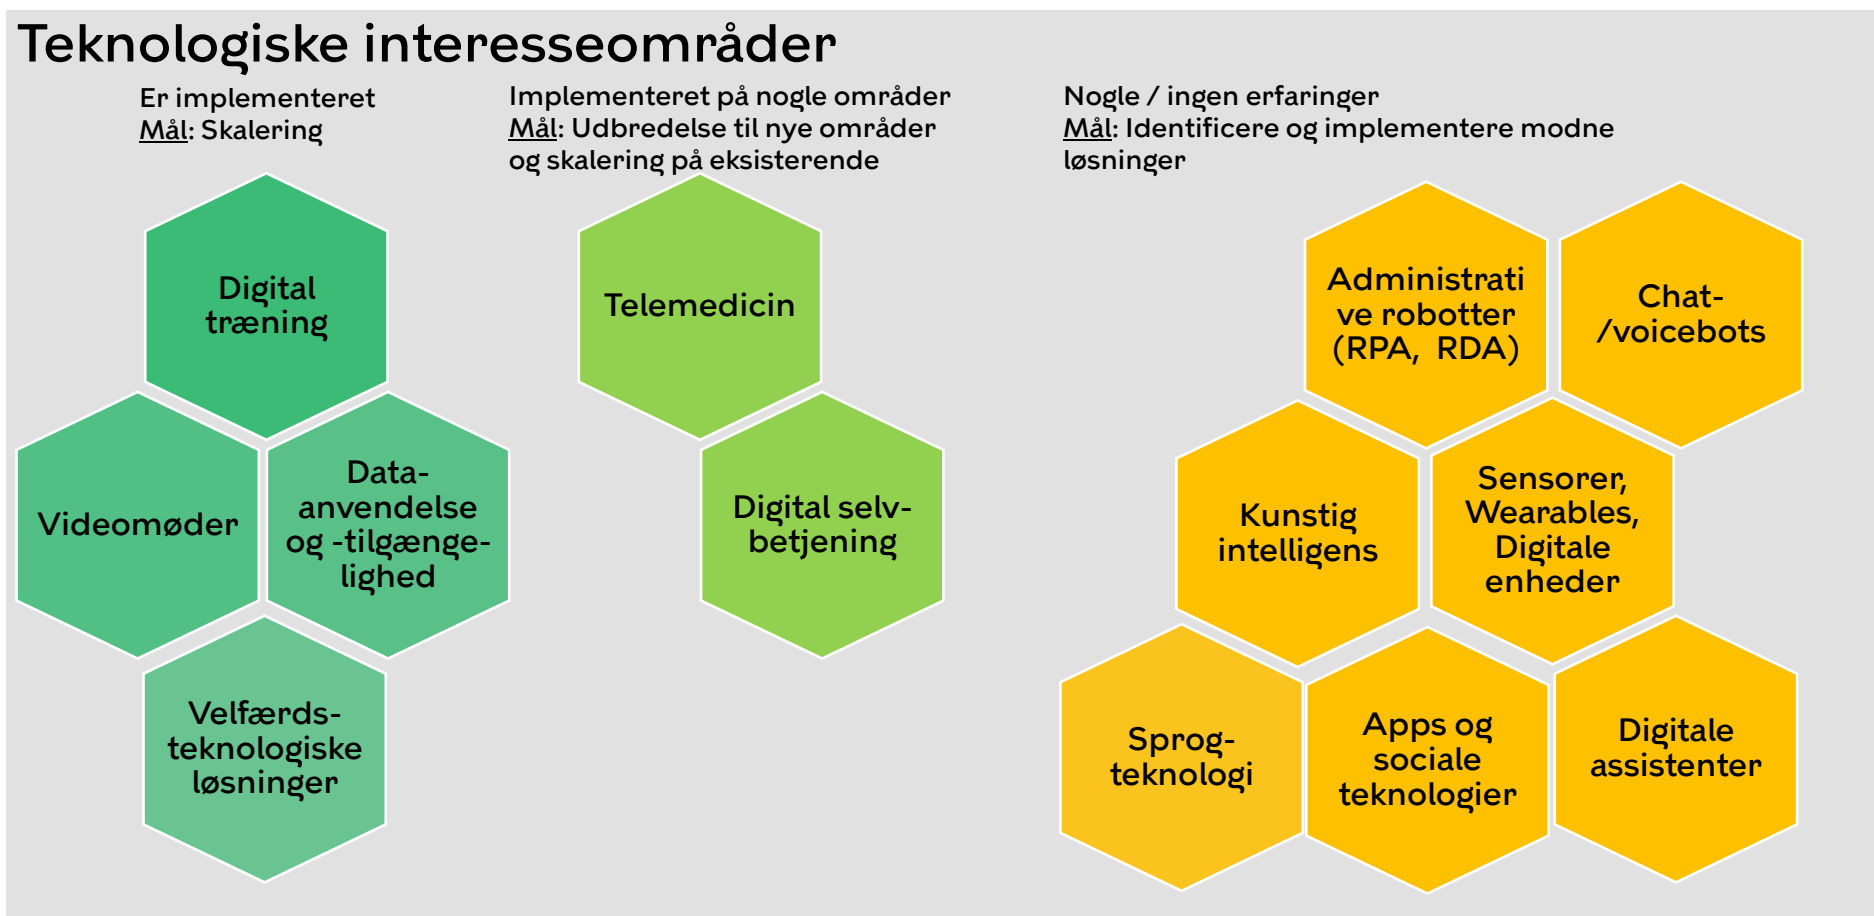 Teknologiske interesseområder
Er implementeret
Mål: Skalering
Implementeret på nogle områder
Mål: Udbredelse til nye områder
og skalering på eksisterende
Nogle / ingen erfaringer
Mål: Identificere og implementere modne
løsninger
Digital
træning
Videomøder
Data-
anvendelse
og -tilgænge-
lighed
Velfærds-
teknologiske
løsninger
Telemedicin
Digital selv-
betjening
Administrati
ve robotter
(RPA, RDA)
Chat-
/voicebots
Kunstig
intelligens
Sensorer,
Wearables,
Digitale
enheder
Sprog-
teknologi
Apps og
sociale
teknologier
Digitale
assistenter